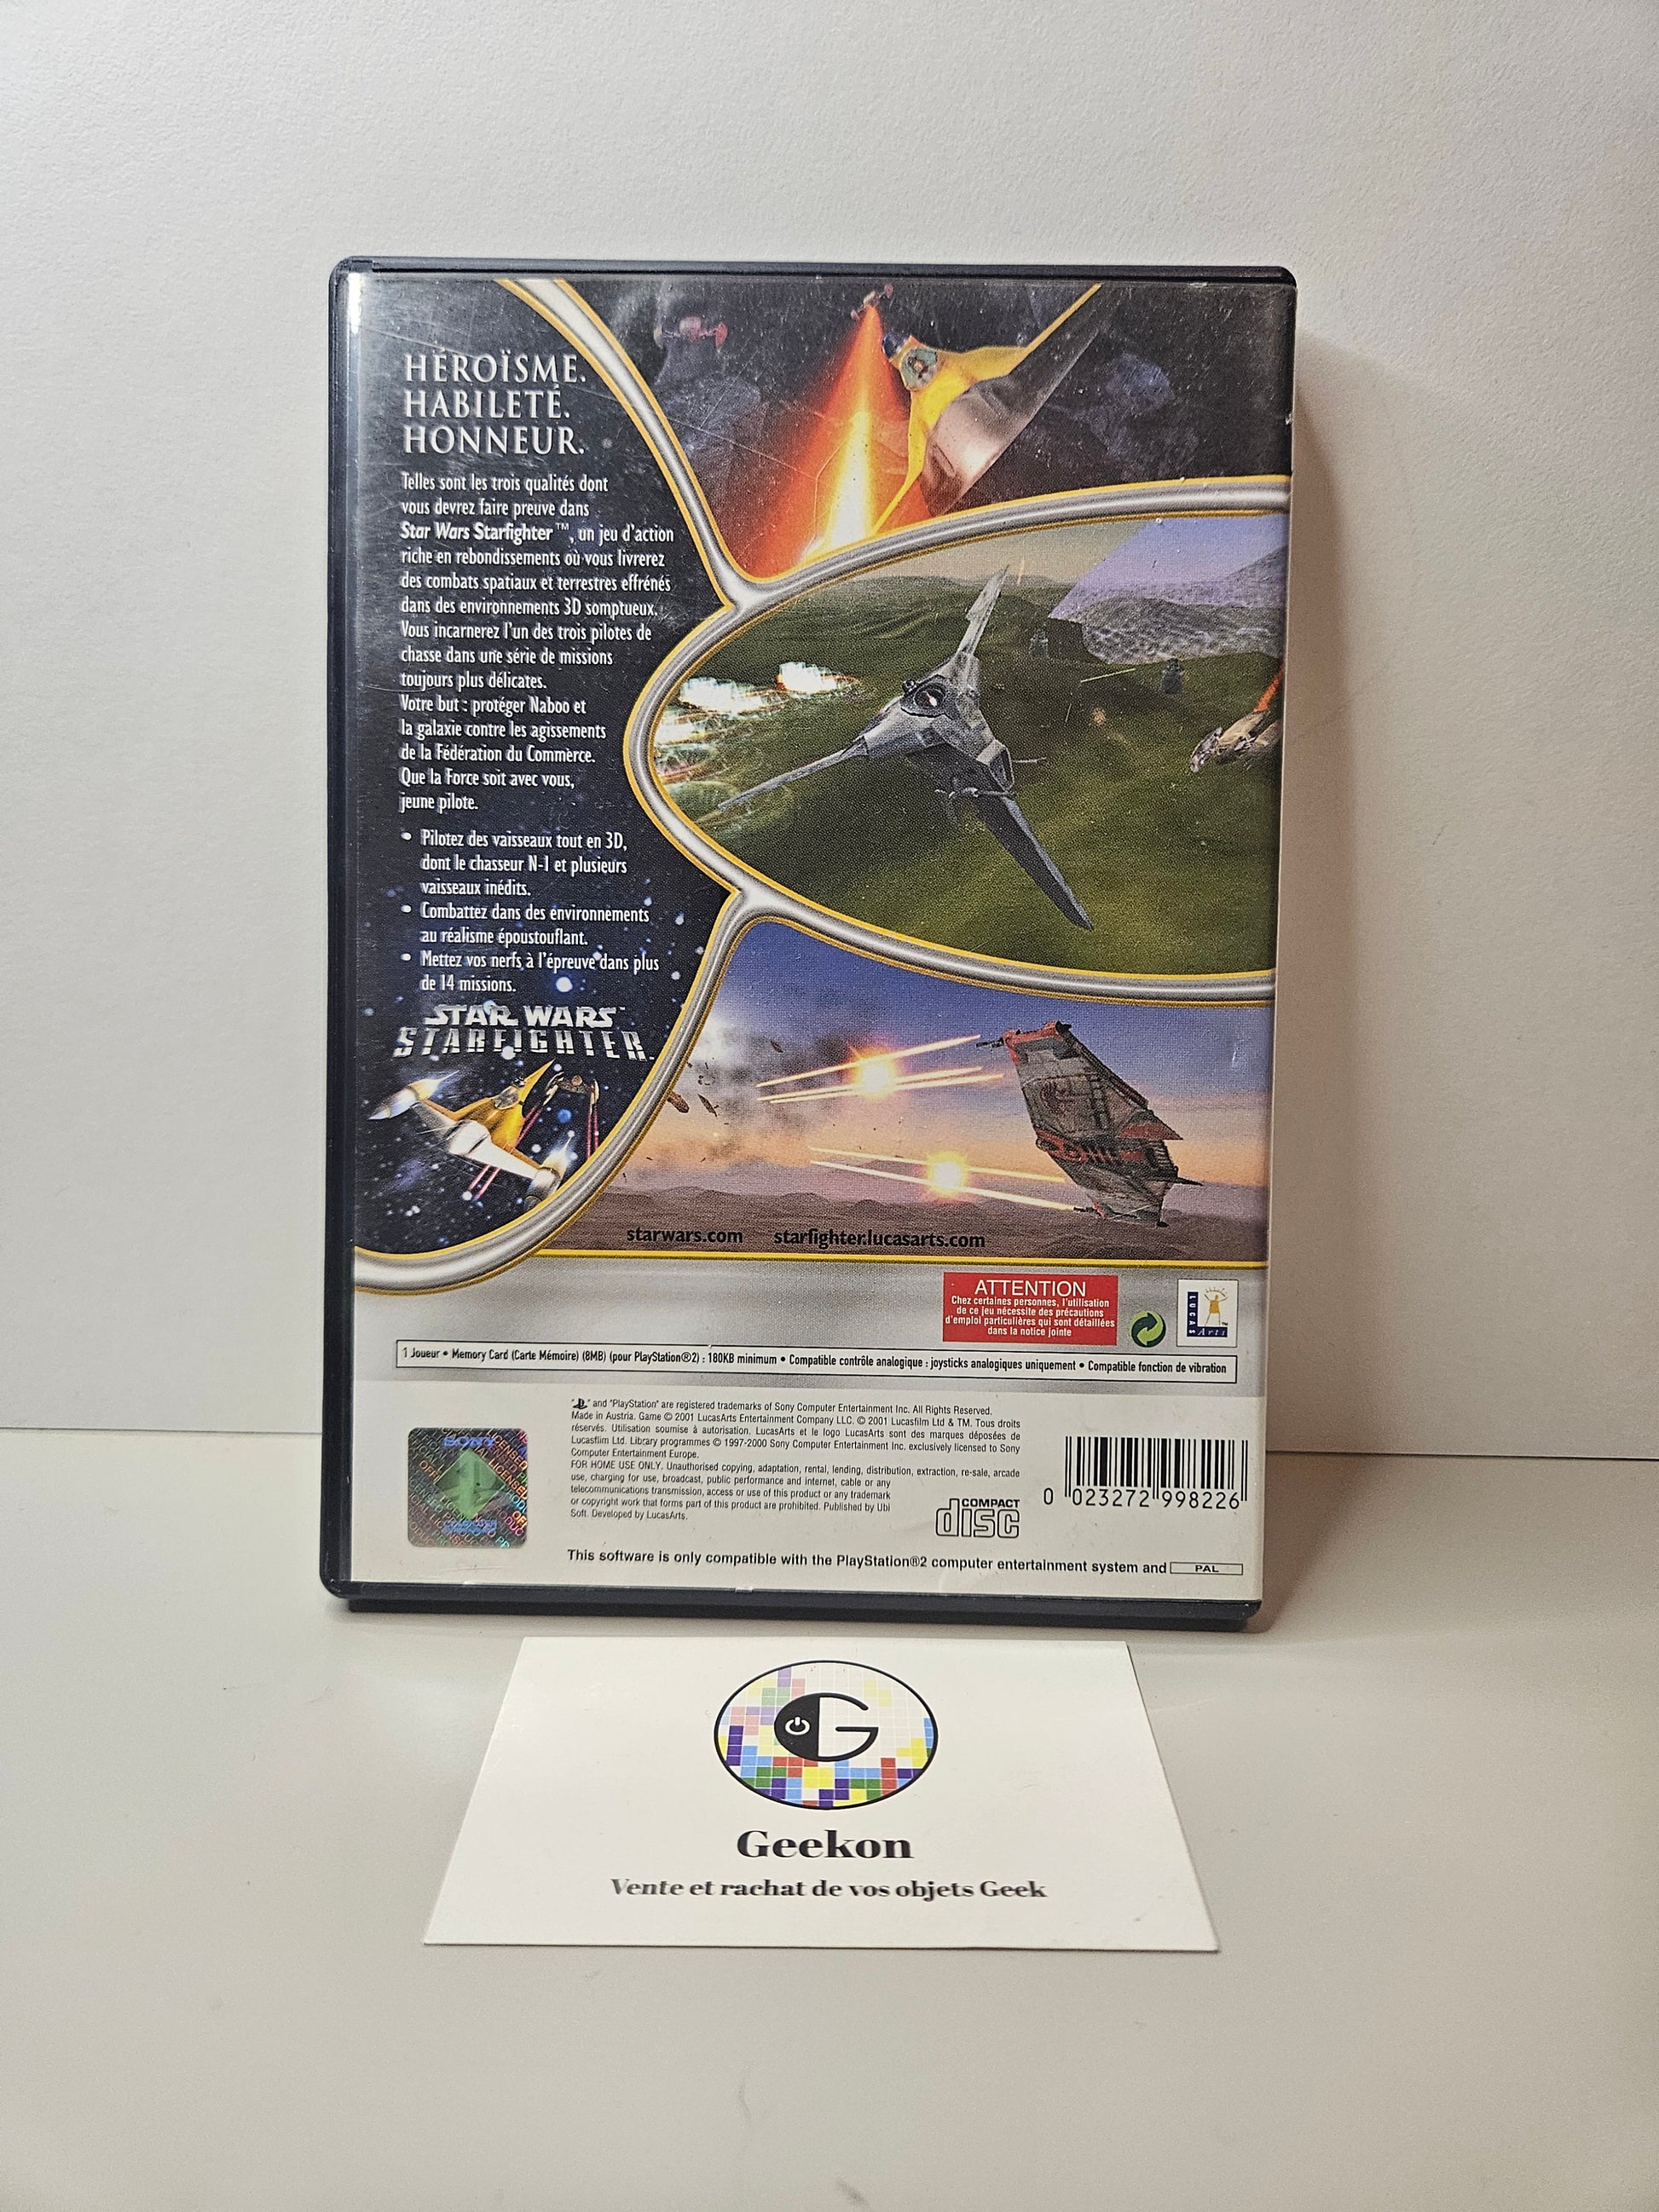 HÉROÏSME.
HABILETÉ.
HONNEUR.
Telles sont les trois qualités dont
vous devrez faire preuve dans
Star Wars Starfighter™, un jeu d'action
riche en rebondissements où vous livrerez
des combats spatiaux et terrestres effrénés
dans des environnements 3D somptueux.
Vous incarnerez l'un des trois pilotes de
chasse dans une série de missions
toujours plus délicates.
Votre but : protéger Naboo et
la galaxie contre les agissements
de la Fédération du Commerce.
Que la Force soit avec vous,
jeune pilote.
• Pilotez des vaisseaux tout en 3D,
dont le chasseur N-1 et plusieurs
vaisseaux inédits.
• Combattez dans des environnements
au réalisme époustouflant.
• Mettez vos nerfs à l'épreuve dans plus
de 14 missions.
STAR WARS™
STARFIGHTER
starwars.com starfighter.lucasarts.com
ATTENTION
Chez certaines personnes, l'utilisation
de ce jeu nécessite des précautions
d'emploi particulières qui sont détaillées
dans la notice jointe
LUCAS
Arts
1 Joueur • Memory Card (Carte Mémoire) (8MB) (pour PlayStation®2) : 180KB minimum • Compatible contrôle analogique : joysticks analogiques uniquement • Compatible fonction de vibration
" " and "PlayStation" are registered trademarks of Sony Computer Entertainment Inc. All Rights Reserved.
Made in Austria. Game © 2001 LucasArts Entertainment Company LLC. © 2001 Lucasfilm Ltd & TM. Tous droits
réservés. Utilisation soumise à autorisation. LucasArts et le logo LucasArts sont des marques déposées de
Lucasfilm Ltd. Library programmes © 1997-2000 Sony Computer Entertainment Inc. exclusively licensed to Sony
Computer Entertainment Europe.
FOR HOME USE ONLY. Unauthorised copying, adaptation, rental, lending, distribution, extraction, re-sale, arcade
use, charging for use, broadcast, public performance and internet, cable or any
telecommunications transmission, access or use of this product or any trademark
or copyright work that forms part of this product are prohibited. Published by Ubi
Soft. Developed by LucasArts.
SONY
COMPACT
disc
0 023272 998226
This software is only compatible with the PlayStation®2 computer entertainment system and PAL
G
Geekon
Vente et rachat de vos objets Geek